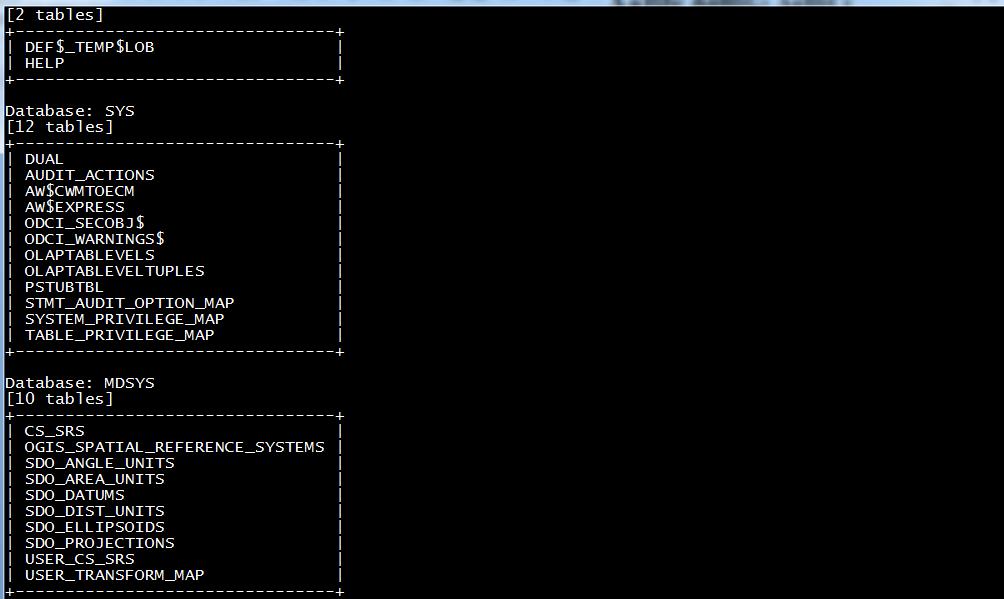 [2 tables]
+--------------------------------+
| DEF$_TEMP$LOB                  |
| HELP                           |
+--------------------------------+
Database: SYS
[12 tables]
+--------------------------------+
| DUAL                           |
| AUDIT_ACTIONS                  |
| AW$CWMTOECM                    |
| AW$EXPRESS                     |
| ODCI_SECOBJ$                   |
| ODCI_WARNINGS$                 |
| OLAPTABLEVELS                  |
| OLAPTABLEVELTUPLES             |
| PSTUBTBL                       |
| STMT_AUDIT_OPTION_MAP          |
| SYSTEM_PRIVILEGE_MAP           |
| TABLE_PRIVILEGE_MAP            |
+--------------------------------+
Database: MDSYS
[10 tables]
+--------------------------------+
| CS_SRS                         |
| OGIS_SPATIAL_REFERENCE_SYSTEMS |
| SDO_ANGLE_UNITS                |
| SDO_AREA_UNITS                 |
| SDO_DATUMS                     |
| SDO_DIST_UNITS                 |
| SDO_ELLIPSOIDS                 |
| SDO_PROJECTIONS                |
| USER_CS_SRS                    |
| USER_TRANSFORM_MAP             |
+--------------------------------+